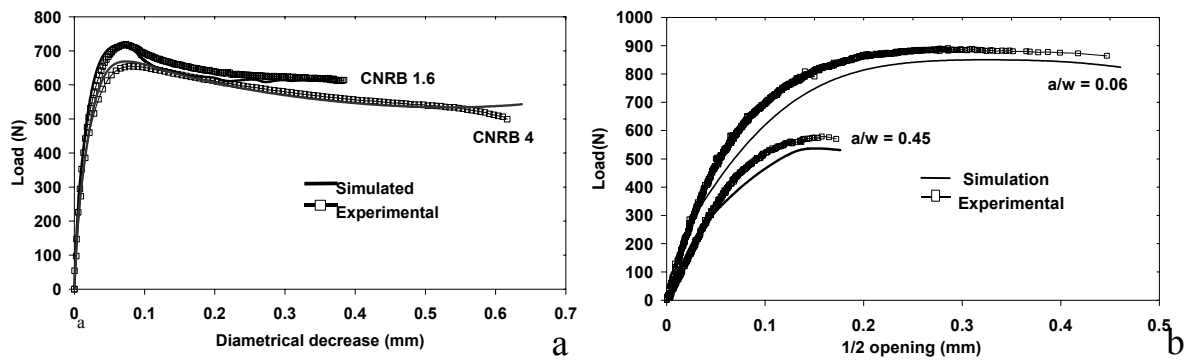 800
700
600
500
400
300
200
100
0
Load (N)
CNRB 1.6
CNRB 4
Simulated
Experimental
0 0.1 0.2 0.3 0.4 0.5 0.6 0.7
a
Diametrical decrease (mm)
a
1000
900
800
700
600
500
400
300
200
100
0
Load(N)
a/w = 0.06
a/w = 0.45
Simulation
Experimental
0 0.1 0.2 0.3 0.4 0.5
1/2 opening (mm)
b